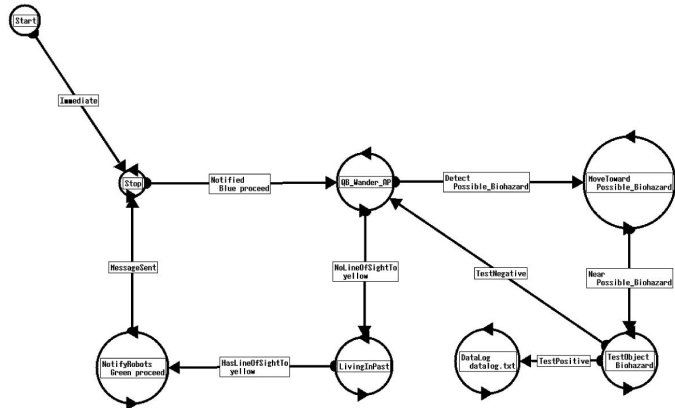 Start
Immediate
Stop
Notified
Blue proceed
QB_Wander_AP
Detect
Possible_Biohazard
MoveToward
Possible_Biohazard
MessageSent
NoLineOfSightTo
yellow
TestNegative
Near
Possible_Biohazard
NotifyRobots
Green proceed
HasLineOfSightTo
yellow
LivingInPast
DataLog
datalog.txt
TestPositive
TestObject
Biohazard